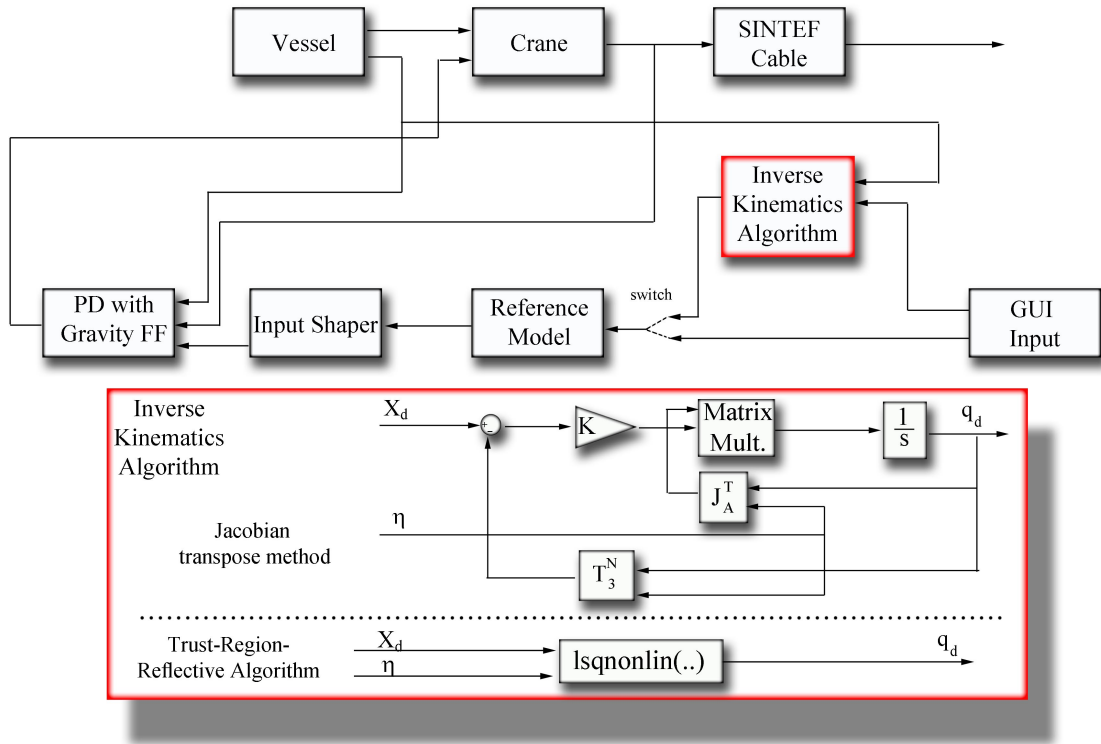 Vessel
Crane
SINTEF
Cable
Inverse
Kinematics
Algorithm
switch
PD with
Gravity FF
Input Shaper
Reference
Model
GUI
Input
Inverse
Kinematics
Algorithm
X_d
+
-
K
Matrix
Mult.
1
s
q_d
J_A^T
Jacobian
transpose method
η
T_3^N
Trust-Region-
Reflective Algorithm
X_d
η
lsqnonlin(..)
q_d